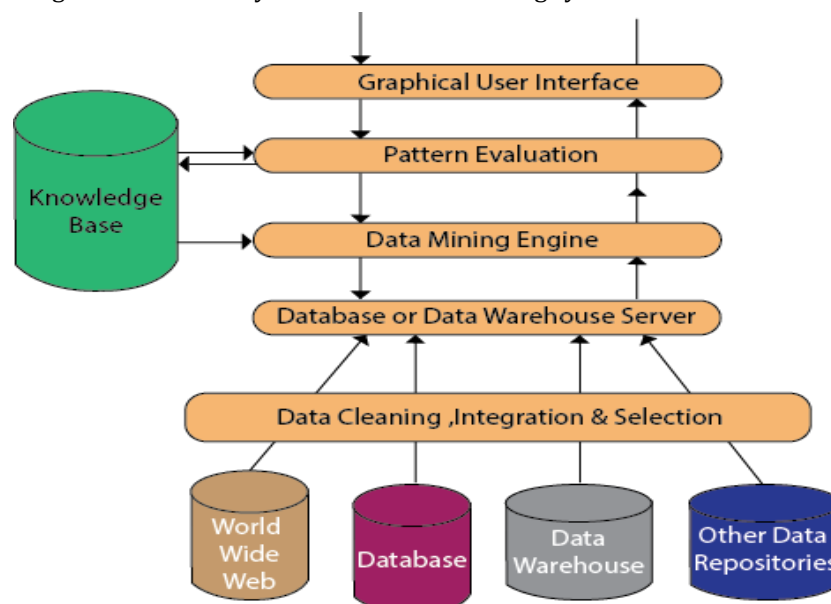 Graphical User Interface
Pattern Evaluation
Knowledge
Base
Data Mining Engine
Database or Data Warehouse Server
Data Cleaning ,Integration & Selection
World
Wide
Web
Database
Data
Warehouse
Other Data
Repositories